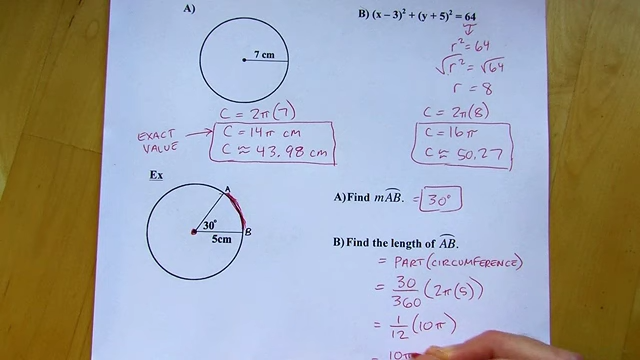 A)
7 cm
C = 2π(7)
EXACT VALUE
C = 14π cm
C ≈ 43.98 cm
B) (x – 3)² + (y + 5)² = 64
r² = 64
√r² = √64
r = 8
C = 2π(8)
C = 16π
C ≈ 50.27
Ex
A
30°
B
5cm
A) Find mAB. = 30°
B) Find the length of AB.
= PART (CIRCUMFERENCE)
= 30/360 (2π(5))
= 1/12 (10π)
= 10π